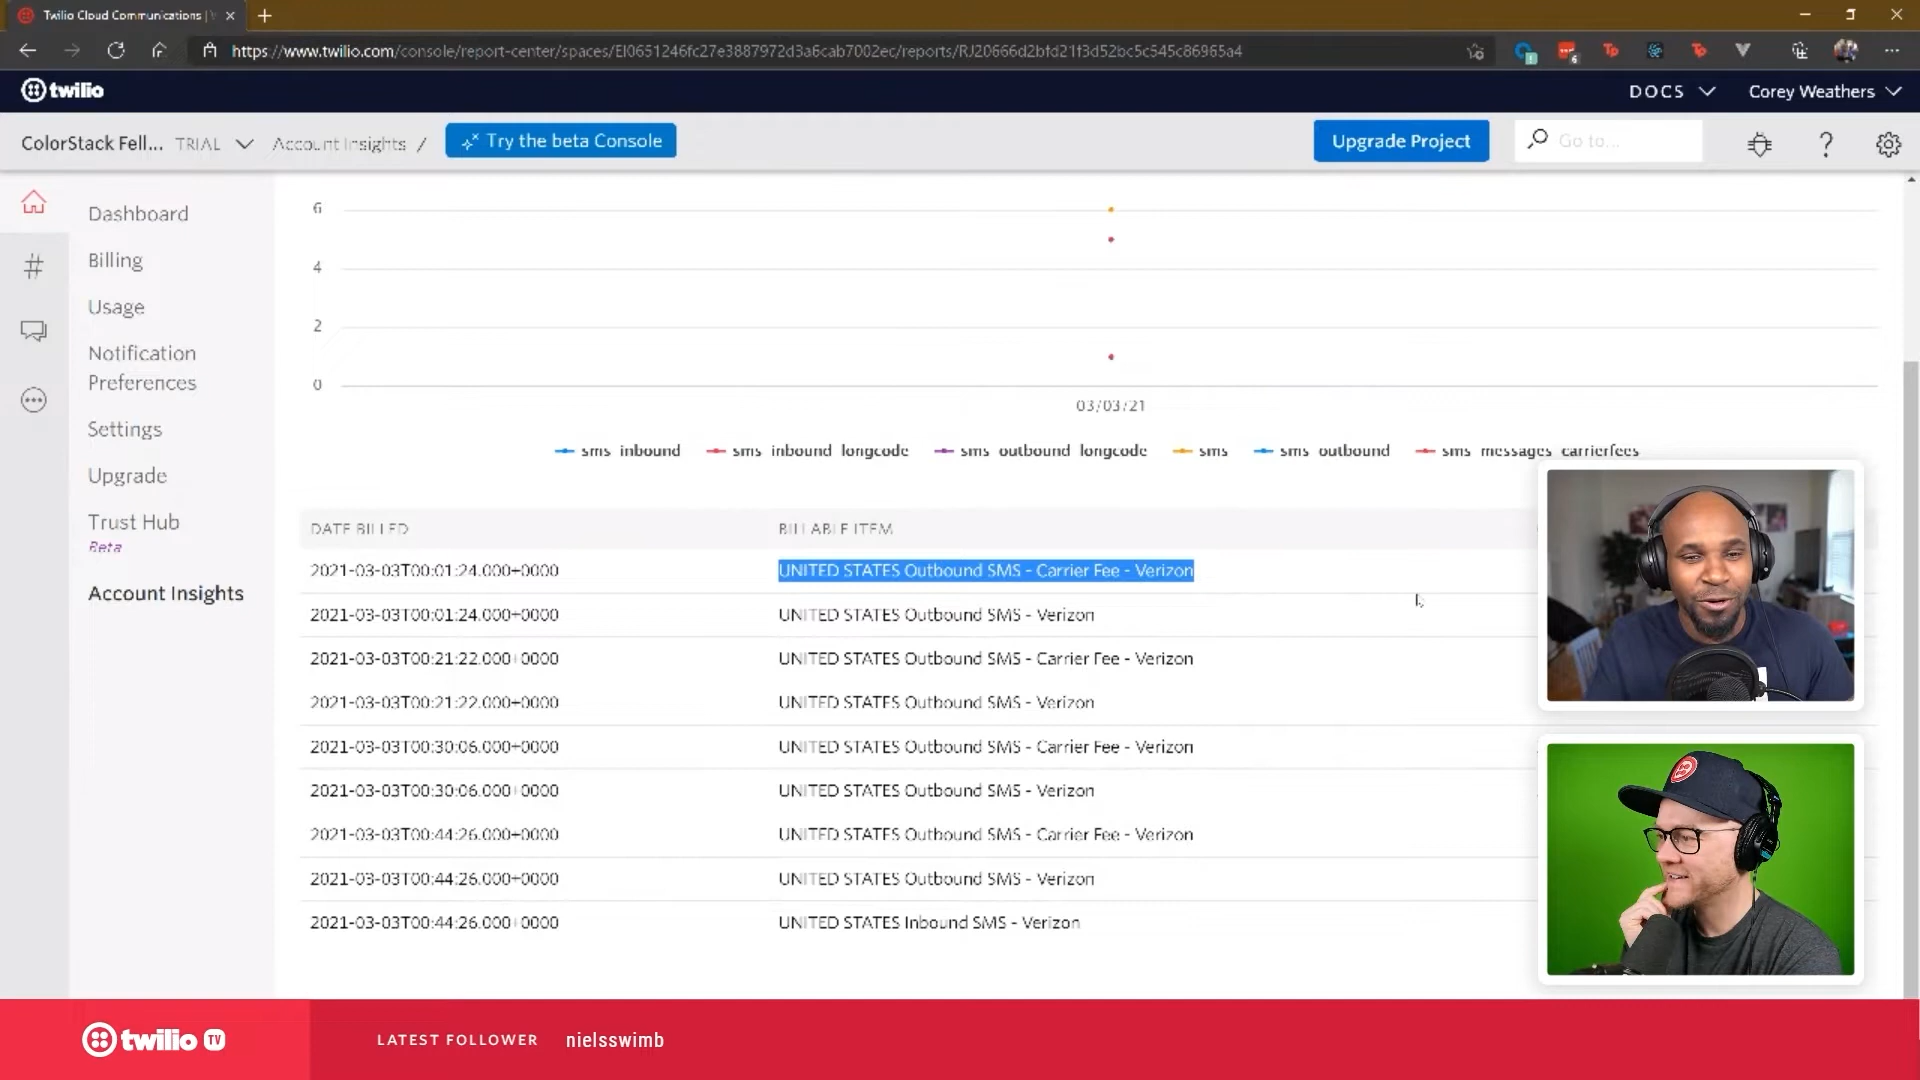 Twilio Cloud Communications |
https://www.twilio.com/console/report-center/spaces/EI0651246fc27e3887972d3a6cab7002ec/reports/RJ20666d2bfd21f3d52bc5c545c86965a4
twilio
DOCS
Corey Weathers
ColorStack Fell...
TRIAL
Account Insights /
Try the beta Console
Upgrade Project
Go to...
Dashboard
Billing
Usage
Notification
Preferences
Settings
Upgrade
Trust Hub
Beta
Account Insights
6
4
2
0
03/03/21
sms inbound
sms inbound longcode
sms outbound longcode
sms
sms outbound
sms messages carrierfees
DATE BILLED BILLABLE ITEM
2021-03-03T00:01:24.000+0000 UNITED STATES Outbound SMS - Carrier Fee - Verizon
2021-03-03T00:01:24.000+0000 UNITED STATES Outbound SMS - Verizon
2021-03-03T00:21:22.000+0000 UNITED STATES Outbound SMS - Carrier Fee - Verizon
2021-03-03T00:21:22.000+0000 UNITED STATES Outbound SMS - Verizon
2021-03-03T00:30:06.000+0000 UNITED STATES Outbound SMS - Carrier Fee - Verizon
2021-03-03T00:30:06.000+0000 UNITED STATES Outbound SMS - Verizon
2021-03-03T00:44:26.000+0000 UNITED STATES Outbound SMS - Carrier Fee - Verizon
2021-03-03T00:44:26.000+0000 UNITED STATES Outbound SMS - Verizon
2021-03-03T00:44:26.000+0000 UNITED STATES Inbound SMS - Verizon
twilio TV
LATEST FOLLOWER nielsswimb